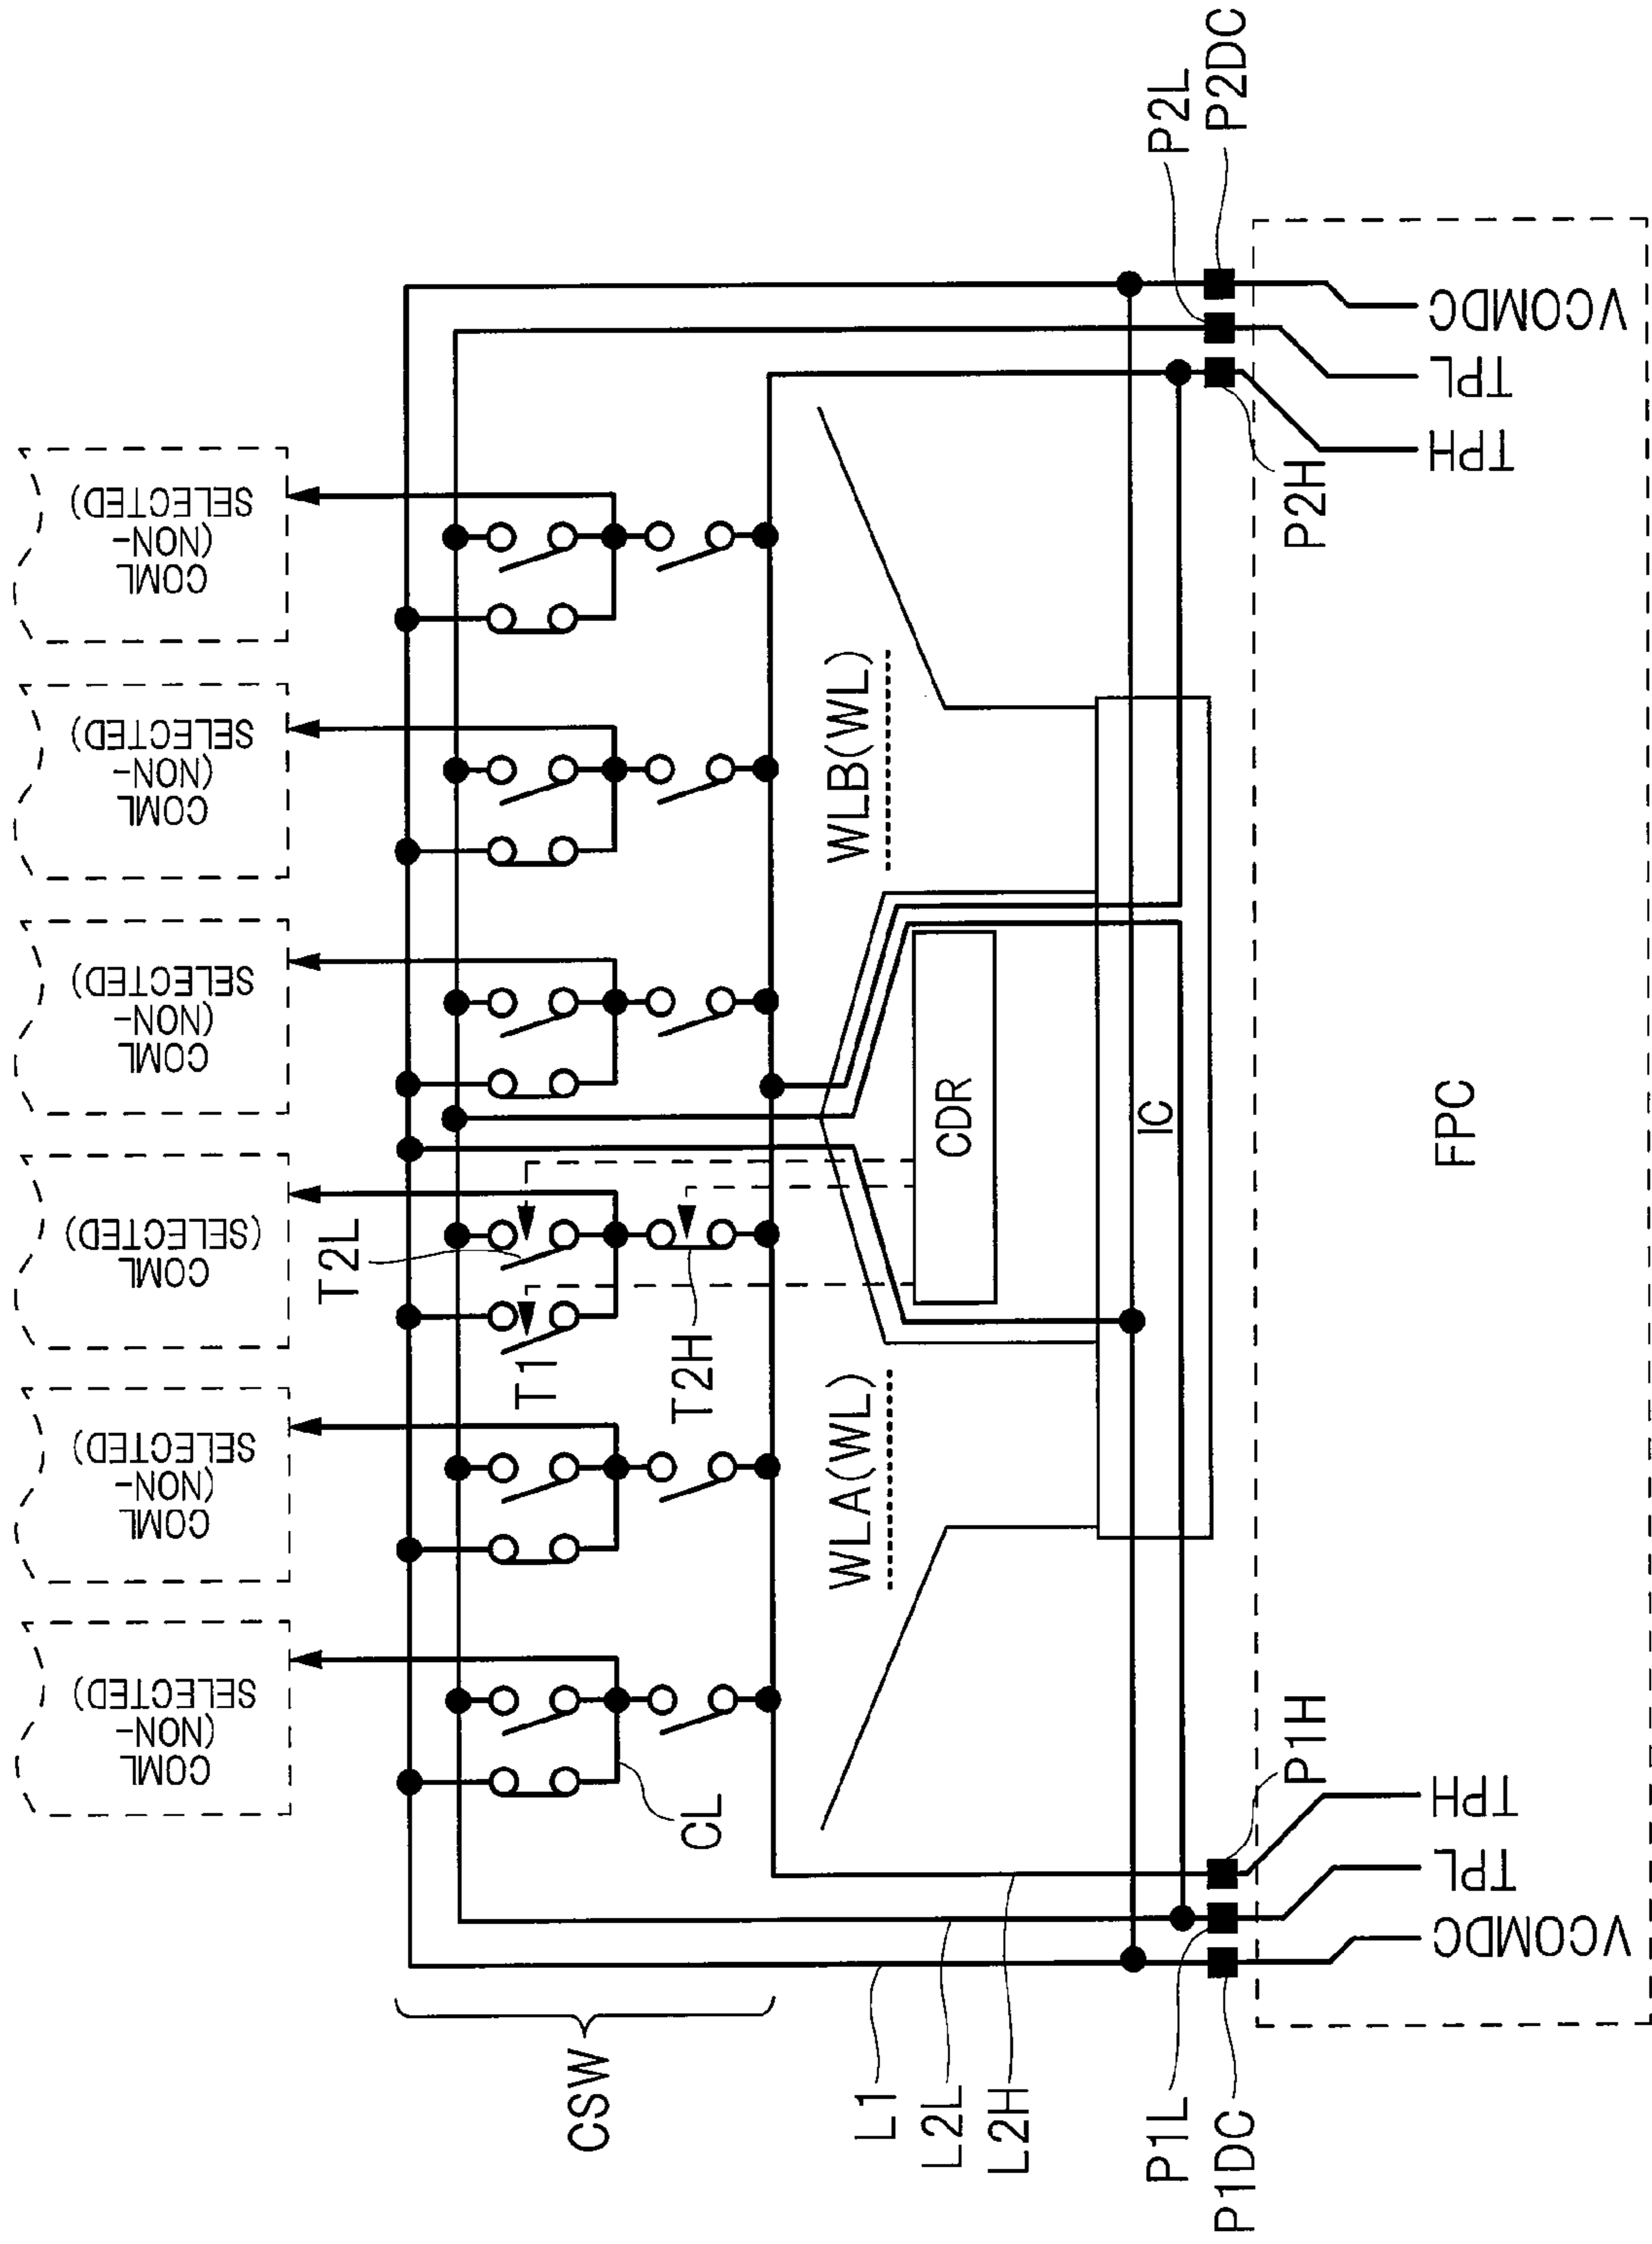 COML
(NON-
SELECTED)
COML
(NON-
SELECTED)
COML
(SELECTED)
COML
(NON-
SELECTED)
COML
(NON-
SELECTED)
COML
(NON-
SELECTED)
T2L
T1
T2H
CL
CSW
WLA(WL)
WLB(WL)
CDR
IC
L1
L2L
L2H
P1L
P1DC
P1H
P2H
P2L
P2DC
VCOMDC
TPL
TPH
FPC
TPH
TPL
VCOMDC